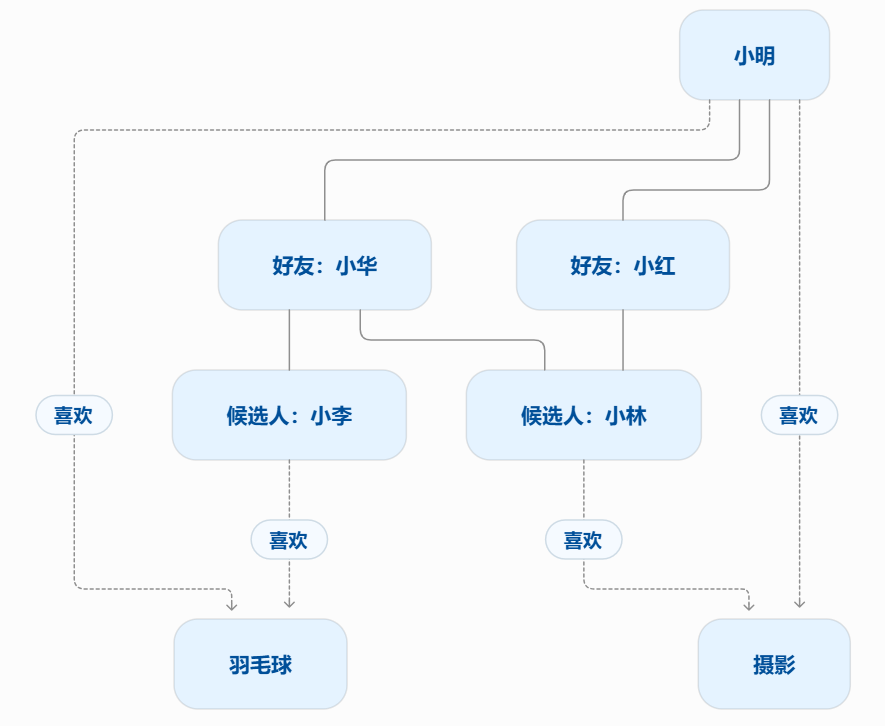 小明
好友：小华
好友：小红
候选人：小李
候选人：小林
喜欢
喜欢
喜欢
喜欢
羽毛球
摄影